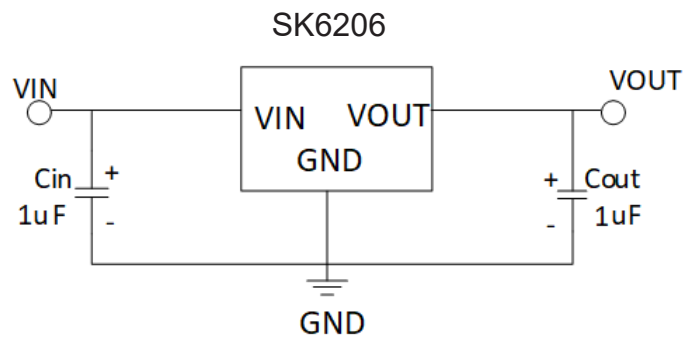 SK6206
VIN
VOUT
VIN VOUT
GND
Cin +
1uF -
+ Cout
- 1uF
GND